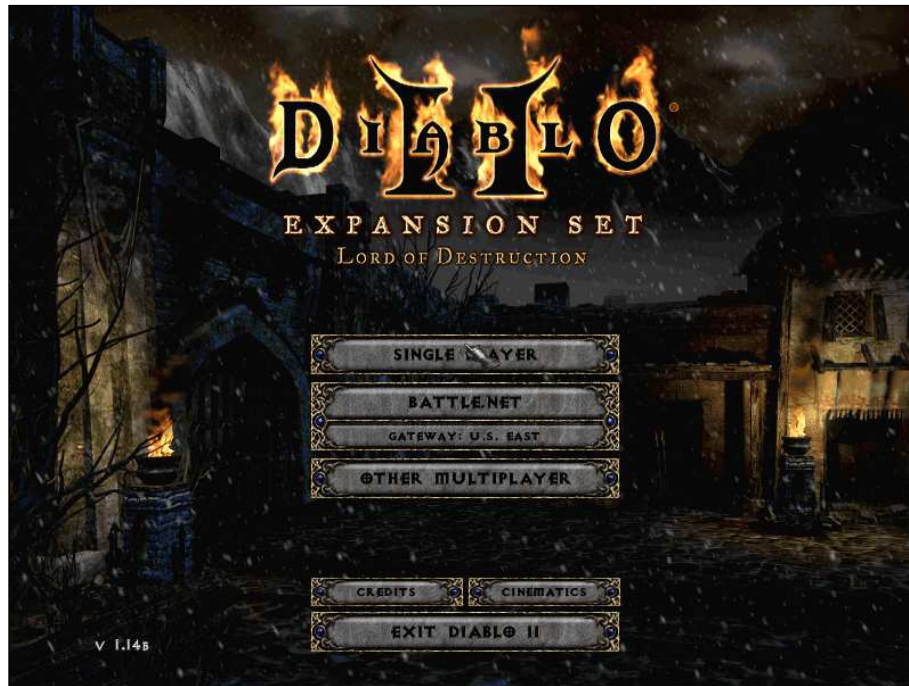 DIABLO II
EXPANSION SET
LORD OF DESTRUCTION
SINGLE PLAYER
BATTLE.NET
GATEWAY: U.S. EAST
OTHER MULTIPLAYER
CREDITS
CINEMATICS
EXIT DIABLO II
v 1.14B